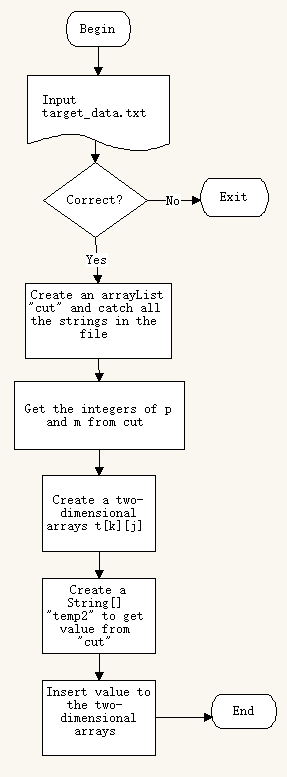 Begin
Input
target_data.txt
Correct?
No
Exit
Yes
Create an arrayList
"cut" and catch all
the strings in the
file
Get the integers of p
and m from cut
Create a two-
dimensional
arrays t[k][j]
Create a
String[]
"temp2" to get
value from
"cut"
Insert value to
the two-
dimensional
arrays
End